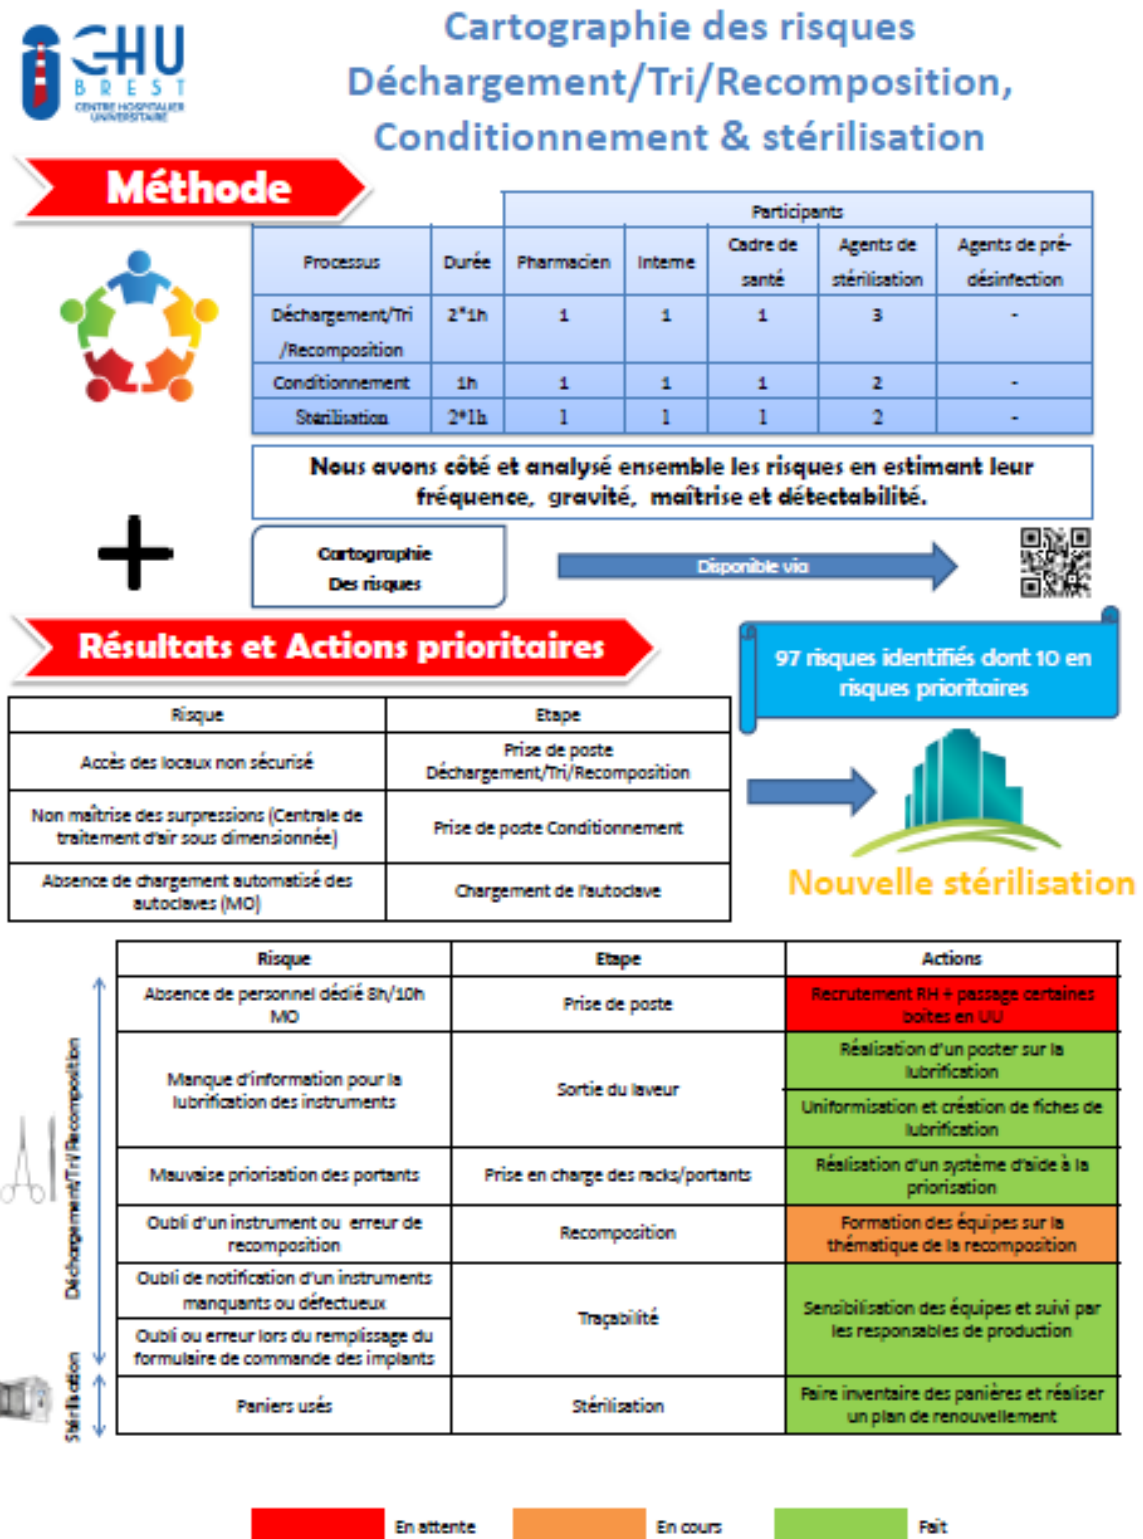 CHU
BREST
CENTRE HOSPITALIER
UNIVERSITAIRE
Cartographie des risques
Déchargement/Tri/Recomposition,
Conditionnement & stérilisation
Méthode
Participants
Processus
Durée
Pharmacien
Interne
Cadre de
santé
Agents de
stérilisation
Agents de pré-
désinfection
Déchargement/Tri
/Recomposition
2*1h
1
1
1
3
-
Conditionnement
1h
1
1
1
2
-
Stérilisation
2*1h
1
1
1
2
-
Nous avons côté et analysé ensemble les risques en estimant leur
fréquence, gravité, maîtrise et détectabilité.
Cartographie
Des risques
Disponible via
Résultats et Actions prioritaires
97 risques identifiés dont 10 en
risques prioritaires
Risque
Etape
Accès des locaux non sécurisé
Prise de poste
Déchargement/Tri/Recomposition
Non maîtrise des surpressions (Centrale de
traitement d'air sous dimensionnée)
Prise de poste Conditionnement
Absence de chargement automatisé des
autoclaves (MO)
Chargement de l'autoclave
Nouvelle stérilisation
Risque
Etape
Actions
Déchargement/Tri/Recomposition
Absence de personnel dédié 8h/10h
MO
Prise de poste
Recrutement RH + passage certaines
boîtes en UU
Manque d'information pour la
lubrification des instruments
Sortie du laveur
Réalisation d'un poster sur la
lubrification
Uniformisation et création de fiches de
lubrification
Mauvaise priorisation des portants
Prise en charge des racks/portants
Réalisation d'un système d'aide à la
priorisation
Oubli d'un instrument ou erreur de
recomposition
Recomposition
Formation des équipes sur la
thématique de la recomposition
Oubli de notification d'un instruments
manquants ou défectueux
Traçabilité
Sensibilisation des équipes et suivi par
les responsables de production
Oubli ou erreur lors du remplissage du
formulaire de commande des implants
Stérilisation
Paniers usés
Stérilisation
Faire inventaire des panières et réaliser
un plan de renouvellement
En attente
En cours
Fait